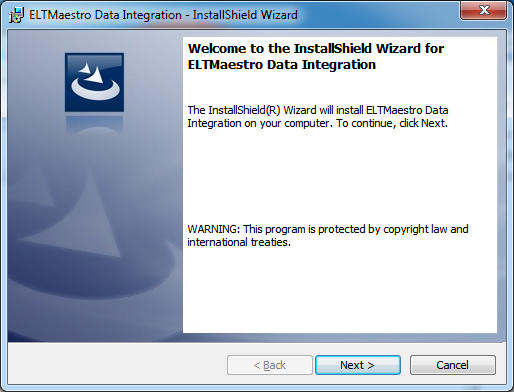 ELTMaestro Data Integration - InstallShield Wizard
Welcome to the InstallShield Wizard for
ELTMaestro Data Integration
The InstallShield(R) Wizard will install ELTMaestro Data
Integration on your computer. To continue, click Next.
WARNING: This program is protected by copyright law and
international treaties.
< Back
Next >
Cancel